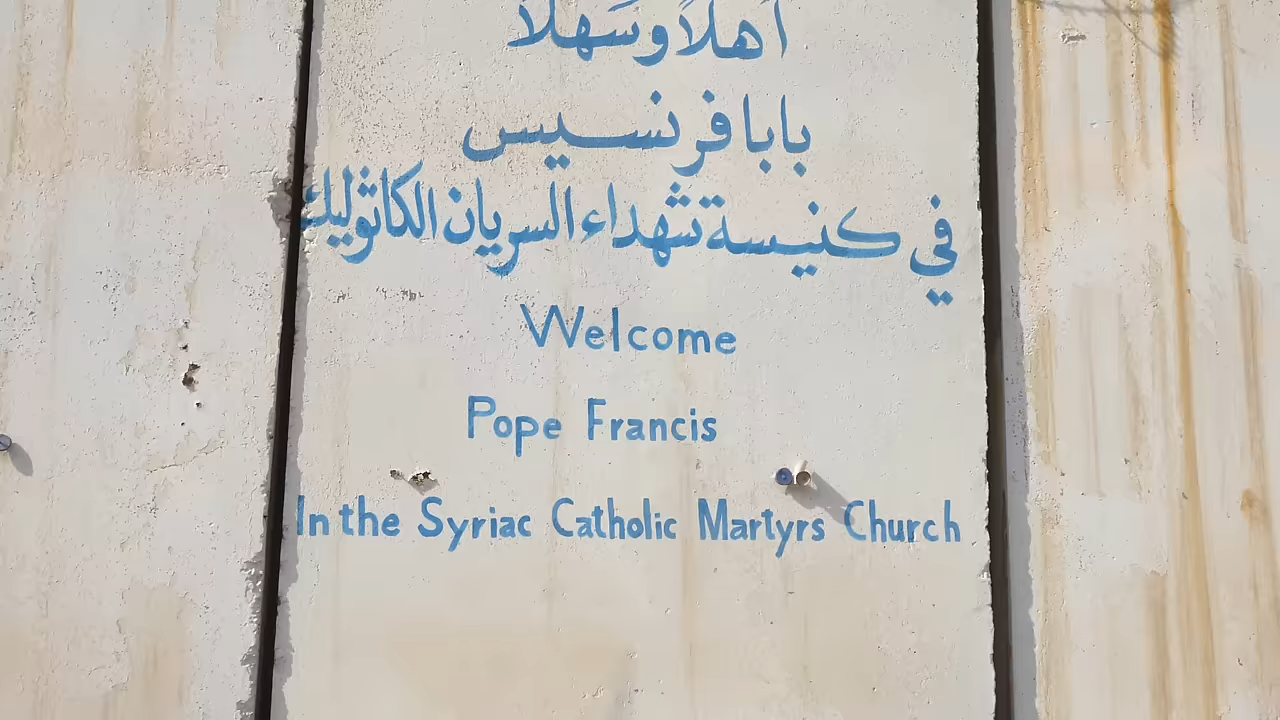 أهلاً وسهلاً
بابا فرنسيس
في كنيسة شهداء السريان الكاثوليك
Welcome
Pope Francis
In the Syriac Catholic Martyrs Church